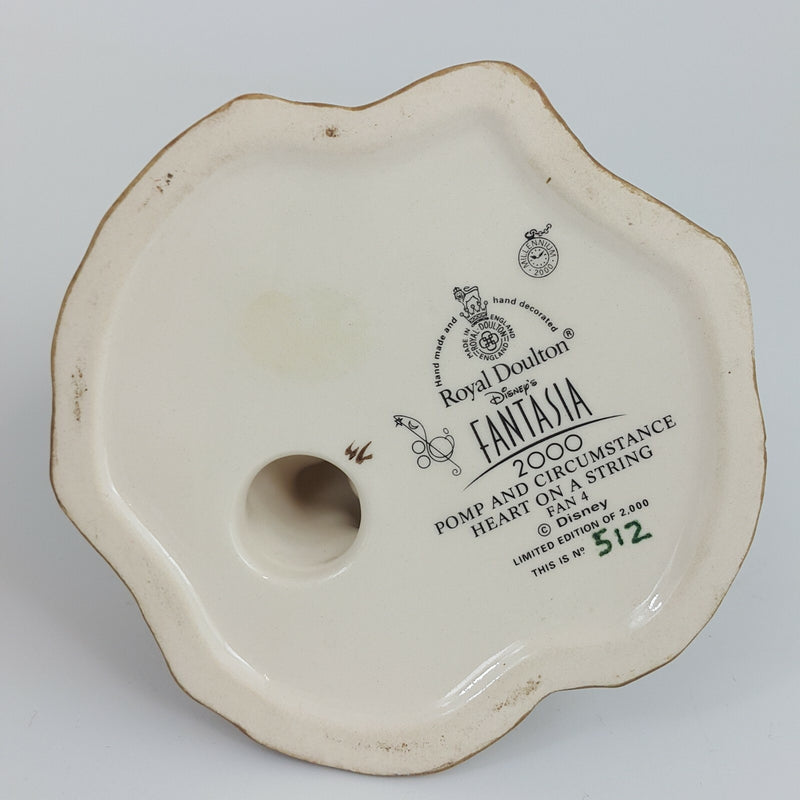 MILLENNIUM
2000
Hand made and hand decorated
MADE IN ENGLAND
ROYAL DOULTON
ENGLAND
Royal Doulton®
Disney's
FANTASIA
2000
POMP AND CIRCUMSTANCE
HEART ON A STRING
FAN 4
© Disney
LIMITED EDITION OF 2,000
THIS IS Nº 512